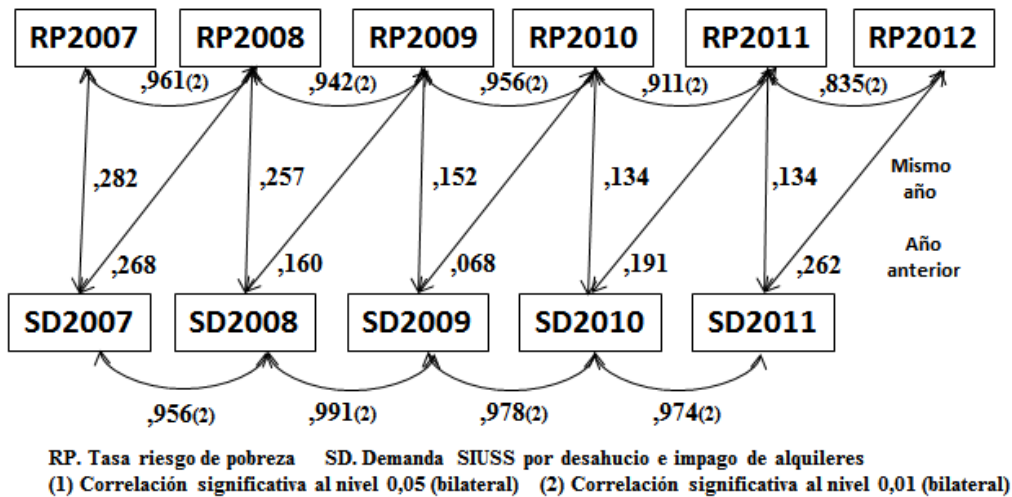 RP2007 RP2008 RP2009 RP2010 RP2011 RP2012
,961(2) ,942(2) ,956(2) ,911(2) ,835(2)
,282 ,257 ,152 ,134 ,134 Mismo
año
,268 ,160 ,068 ,191 ,262 Año
anterior
SD2007 SD2008 SD2009 SD2010 SD2011
,956(2) ,991(2) ,978(2) ,974(2)
RP. Tasa riesgo de pobreza SD. Demanda SIUSS por desahucio e impago de alquileres
(1) Correlación significativa al nivel 0,05 (bilateral) (2) Correlación significativa al nivel 0,01 (bilateral)